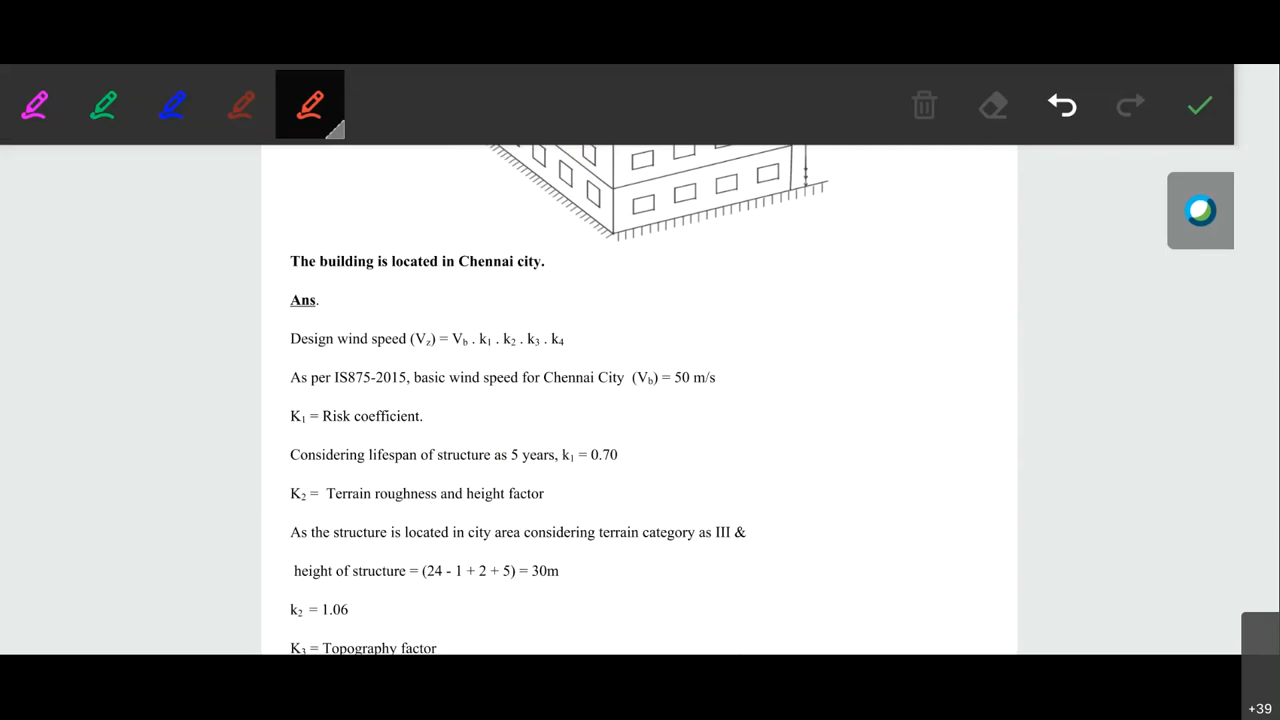 The building is located in Chennai city.
Ans.
Design wind speed (Vz) = Vb . k1 . k2 . k3 . k4
As per IS875-2015, basic wind speed for Chennai City (Vb) = 50 m/s
K1 = Risk coefficient.
Considering lifespan of structure as 5 years, k1 = 0.70
K2 = Terrain roughness and height factor
As the structure is located in city area considering terrain category as III &
height of structure = (24 - 1 + 2 + 5) = 30m
k2 = 1.06
K3 = Topography factor
+39